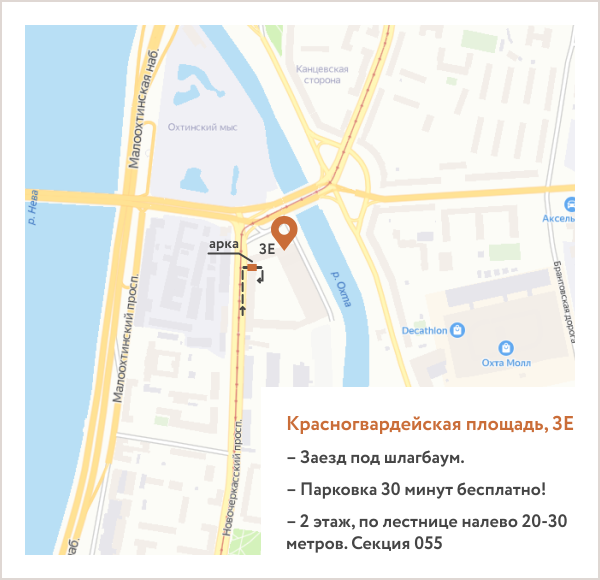 Малоохтинская наб.
Канцевская
сторона
Охтинский мыс
р. Нева
Аксель
арка
3Е
р. Охта
Брантовская дорога
Малоохтинский просп.
Decathlon
Охта Молл
Новочеркасский просп.
Малоохтинская наб.
Красногвардейская площадь, 3Е
– Заезд под шлагбаум.
– Парковка 30 минут бесплатно!
– 2 этаж, по лестнице налево 20-30
метров. Секция 055